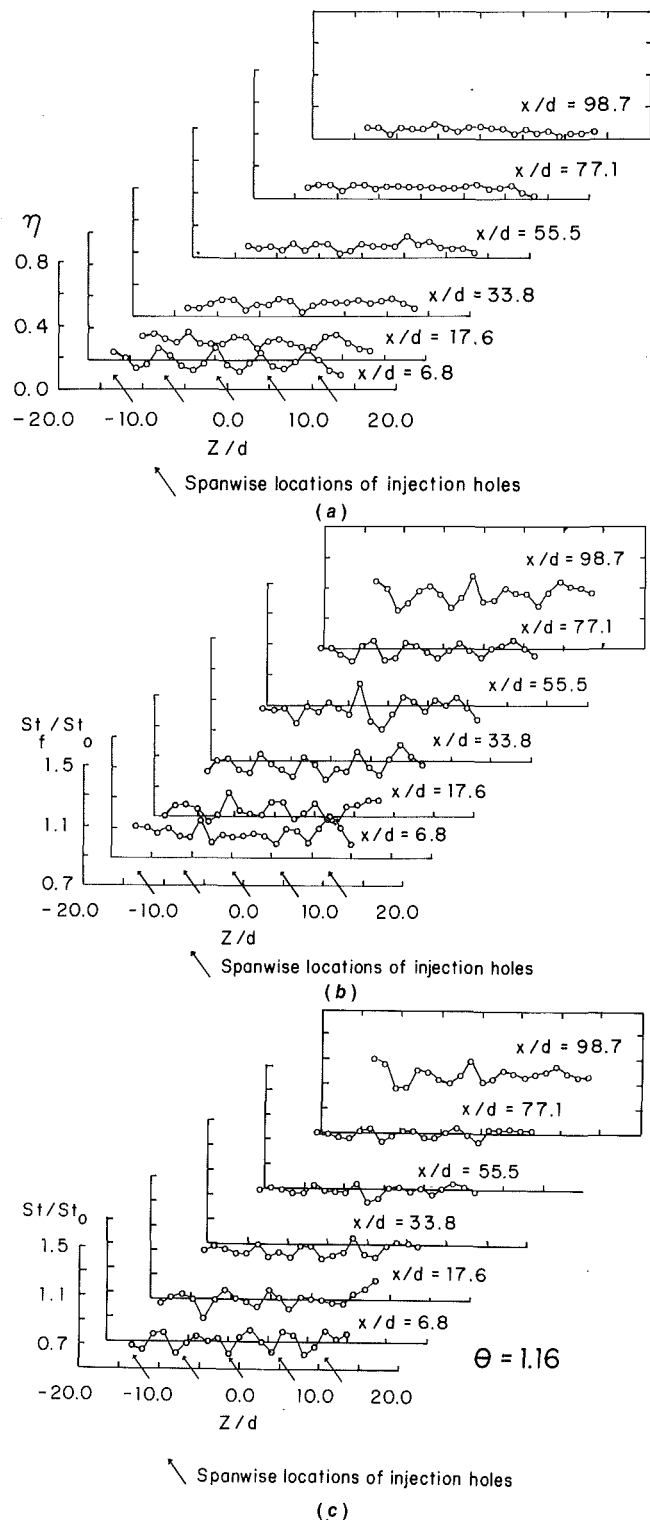 x/d = 98.7
x/d = 77.1
x/d = 55.5
x/d = 33.8
x/d = 17.6
x/d = 6.8
η
0.8
0.4
0.0
-20.0 -10.0 0.0 10.0 20.0
Z/d
Spanwise locations of injection holes
(a)
x/d = 98.7
x/d = 77.1
x/d = 55.5
x/d = 33.8
x/d = 17.6
x/d = 6.8
St_f/St_o
1.5
1.1
0.7
-20.0 -10.0 0.0 10.0 20.0
Z/d
Spanwise locations of injection holes
(b)
x/d = 98.7
x/d = 77.1
x/d = 55.5
x/d = 33.8
x/d = 17.6
x/d = 6.8
St/St_o
1.5
1.1
0.7
θ = 1.16
-20.0 -10.0 0.0 10.0 20.0
Z/d
Spanwise locations of injection holes
(c)